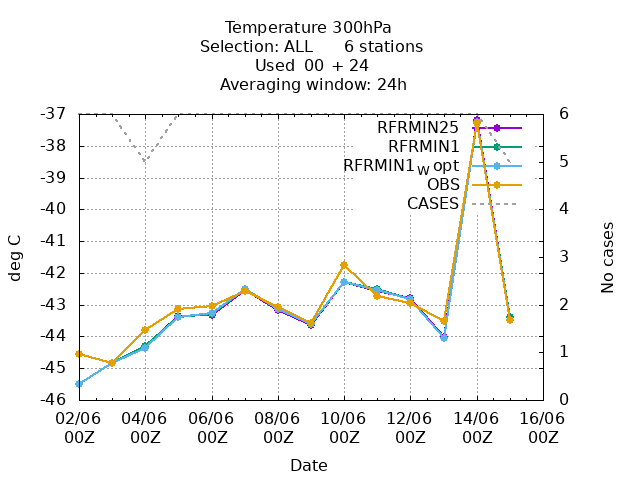 Temperature 300hPa
Selection: ALL 6 stations
Used 00 + 24
Averaging window: 24h
-37
-38
-39
-40
-41
-42
-43
-44
-45
-46
deg C
6
5
4
3
2
1
0
No cases
RFRMIN25
RFRMIN1
RFRMIN1W opt
OBS
CASES
02/06 04/06 06/06 08/06 10/06 12/06 14/06 16/06
00Z 00Z 00Z 00Z 00Z 00Z 00Z 00Z
Date